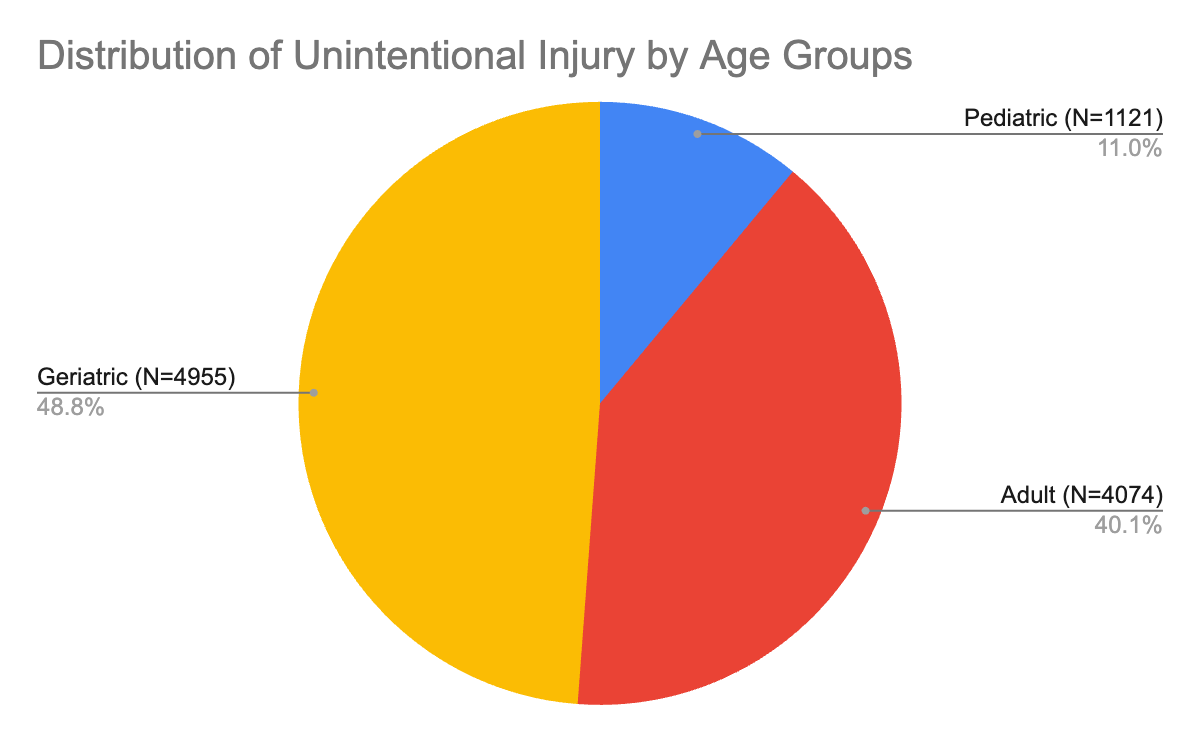 Distribution of Unintentional Injury by Age Groups
Pediatric (N=1121)
11.0%
Geriatric (N=4955)
48.8%
Adult (N=4074)
40.1%